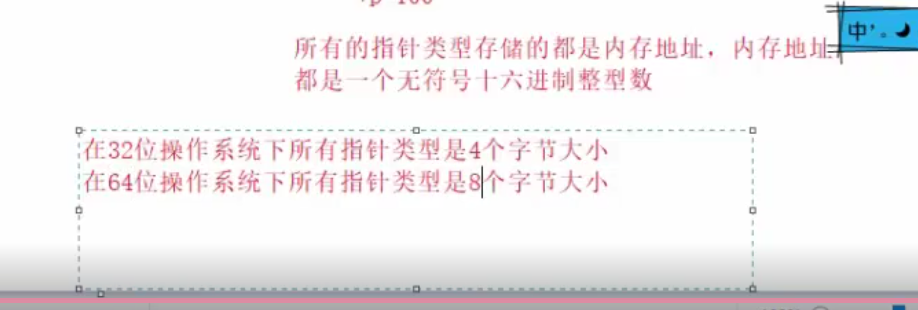 所有的指针类型存储的都是内存地址，内存地址
都是一个无符号十六进制整型数
在32位操作系统下所有指针类型是4个字节大小
在64位操作系统下所有指针类型是8个字节大小
中